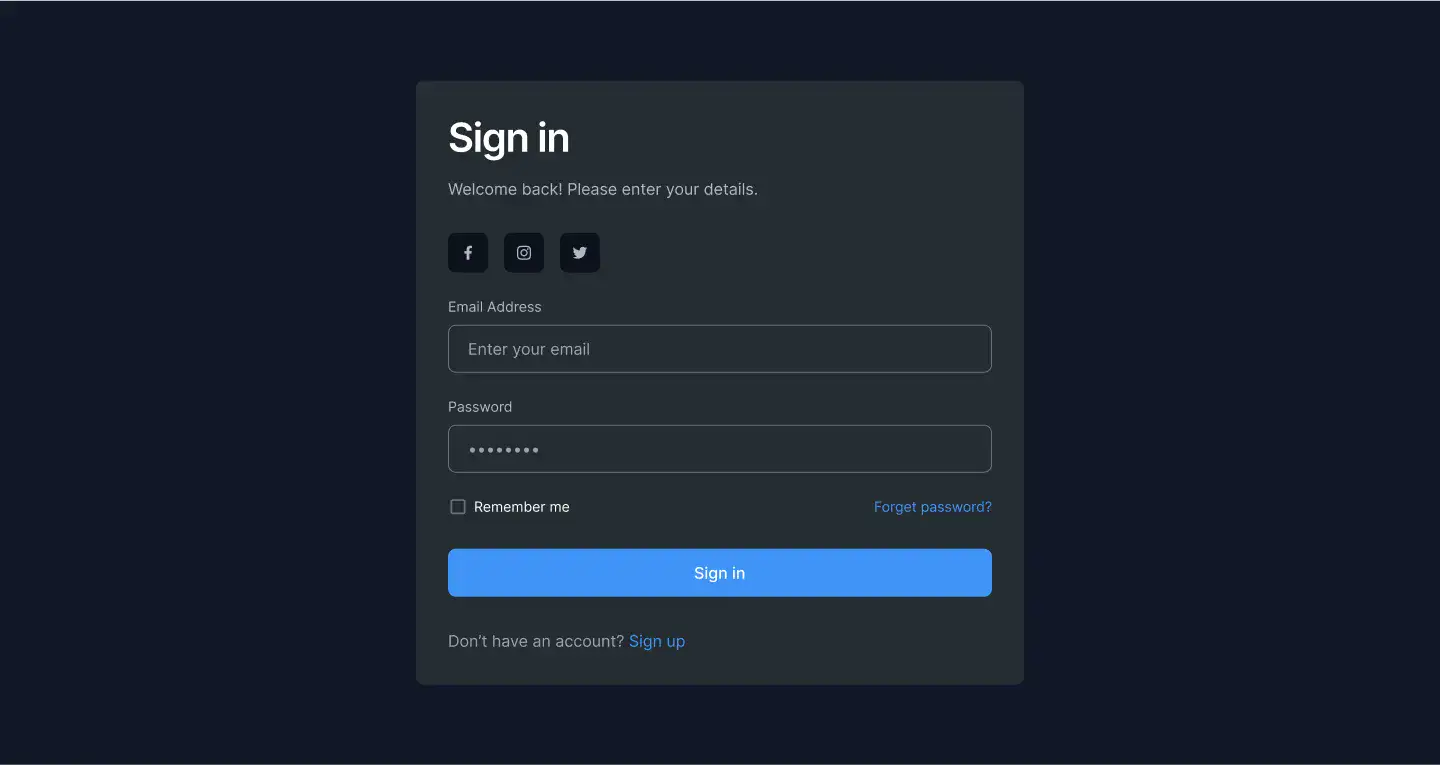 Sign in
Welcome back! Please enter your details.
Email Address
Enter your email
Password
••••••••
Remember me
Forget password?
Sign in
Don't have an account? Sign up